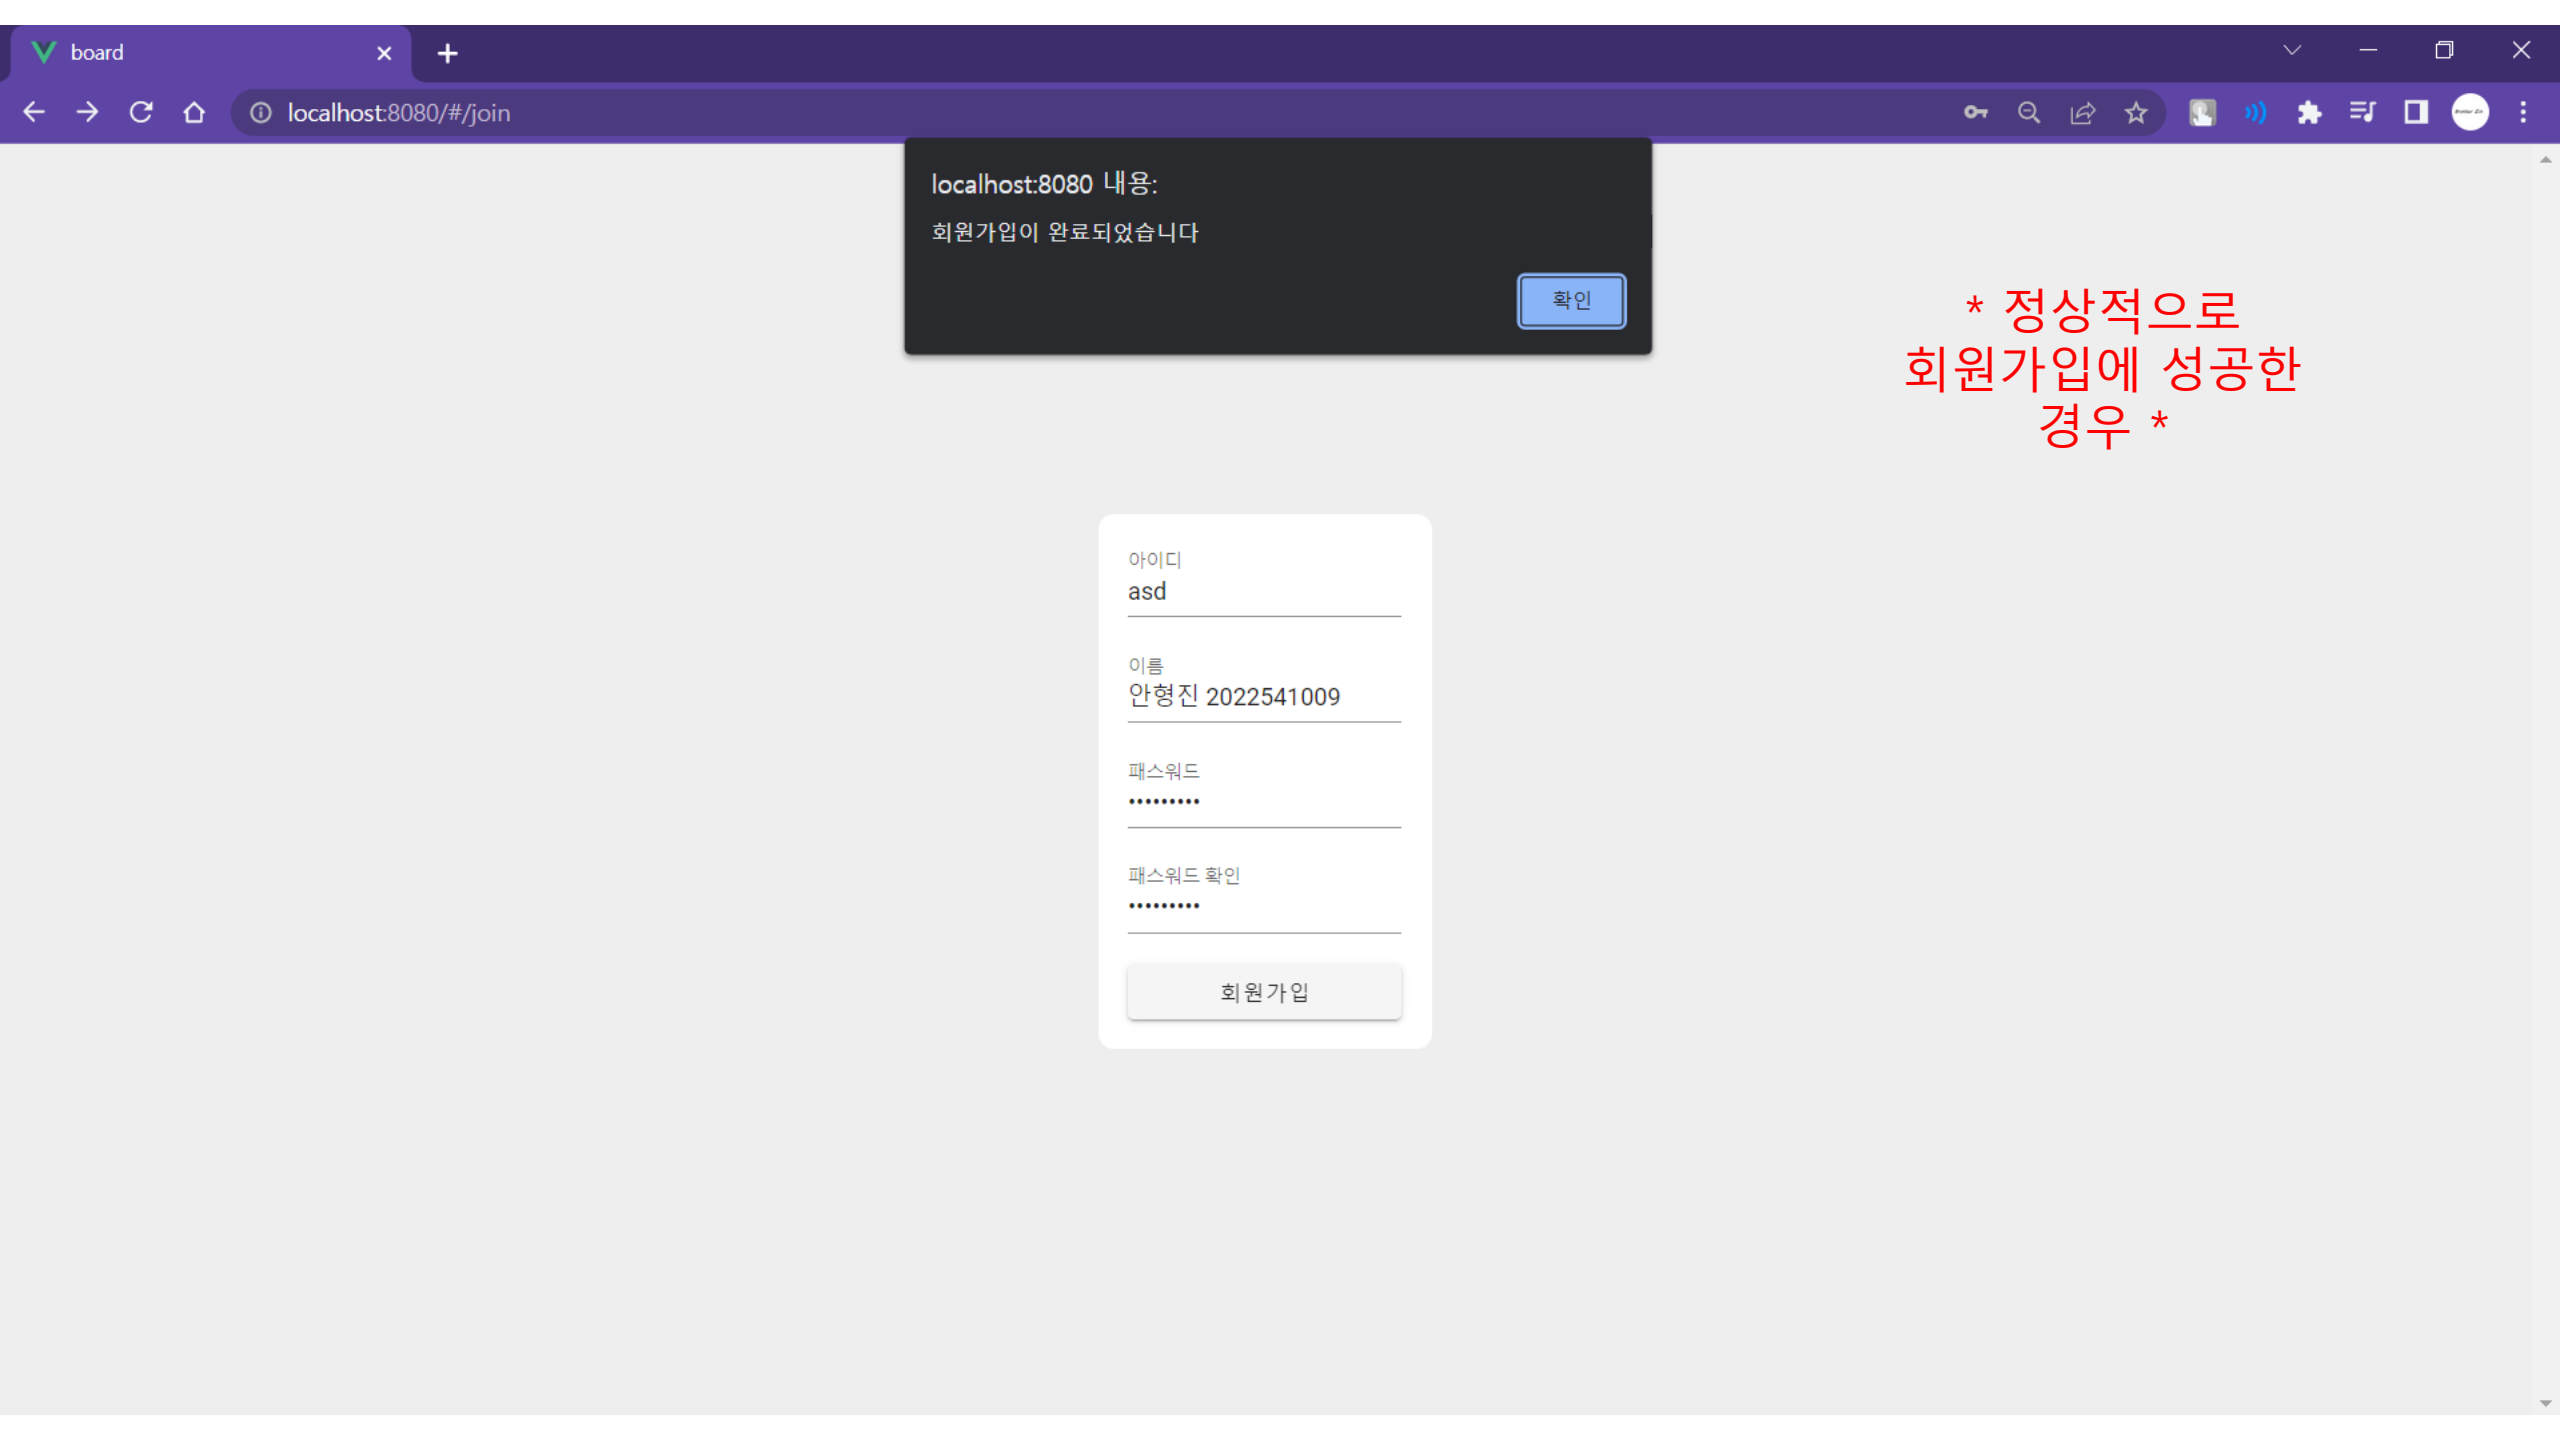 board
localhost:8080/#/join
localhost:8080 내용:
회원가입이 완료되었습니다
확인
* 정상적으로
회원가입에 성공한
경우 *
아이디
asd
이름
안형진 2022541009
패스워드
•••••••••
패스워드 확인
•••••••••
회원가입